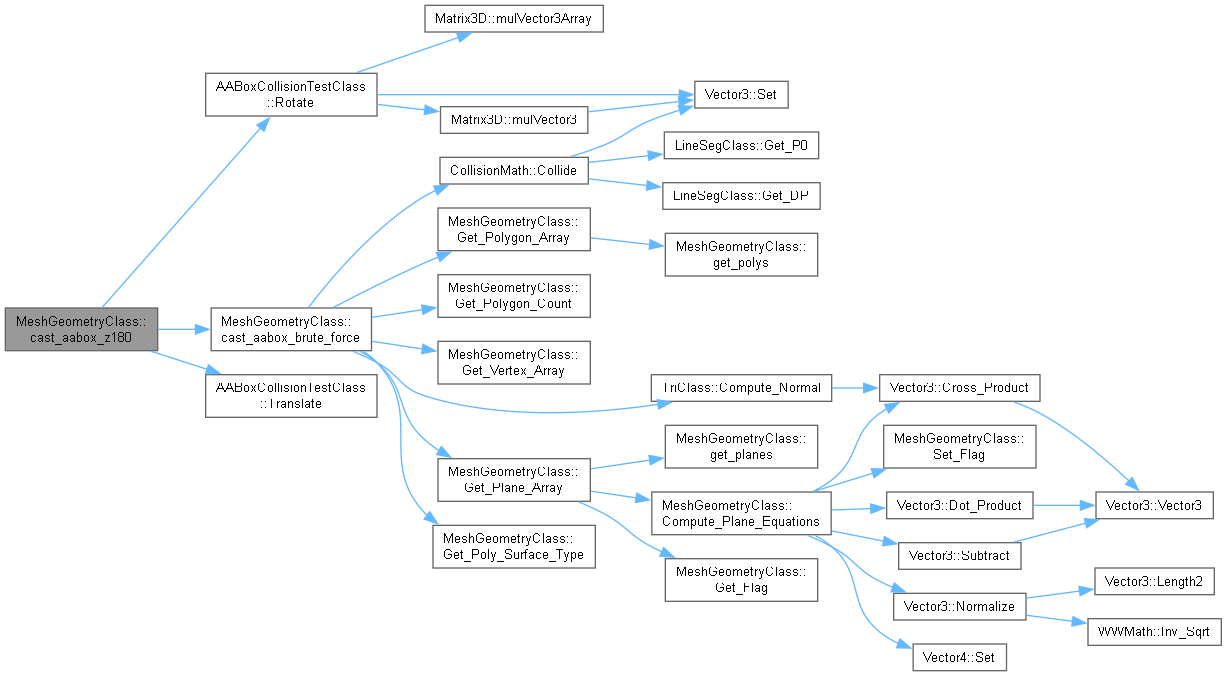 Matrix3D::mulVector3Array
AABoxCollisionTestClass
::Rotate
Vector3::Set
Matrix3D::mulVector3
LineSegClass::Get_P0
CollisionMath::Collide
LineSegClass::Get_DP
MeshGeometryClass::
Get_Polygon_Array
MeshGeometryClass::
get_polys
MeshGeometryClass::
Get_Polygon_Count
MeshGeometryClass::
cast_aabox_z180
MeshGeometryClass::
cast_aabox_brute_force
MeshGeometryClass::
Get_Vertex_Array
AABoxCollisionTestClass
::Translate
TriClass::Compute_Normal
Vector3::Cross_Product
MeshGeometryClass::
get_planes
MeshGeometryClass::
Set_Flag
MeshGeometryClass::
Get_Plane_Array
MeshGeometryClass::
Compute_Plane_Equations
Vector3::Dot_Product
Vector3::Vector3
MeshGeometryClass::
Get_Poly_Surface_Type
Vector3::Subtract
MeshGeometryClass::
Get_Flag
Vector3::Length2
Vector3::Normalize
WWMath::Inv_Sqrt
Vector4::Set